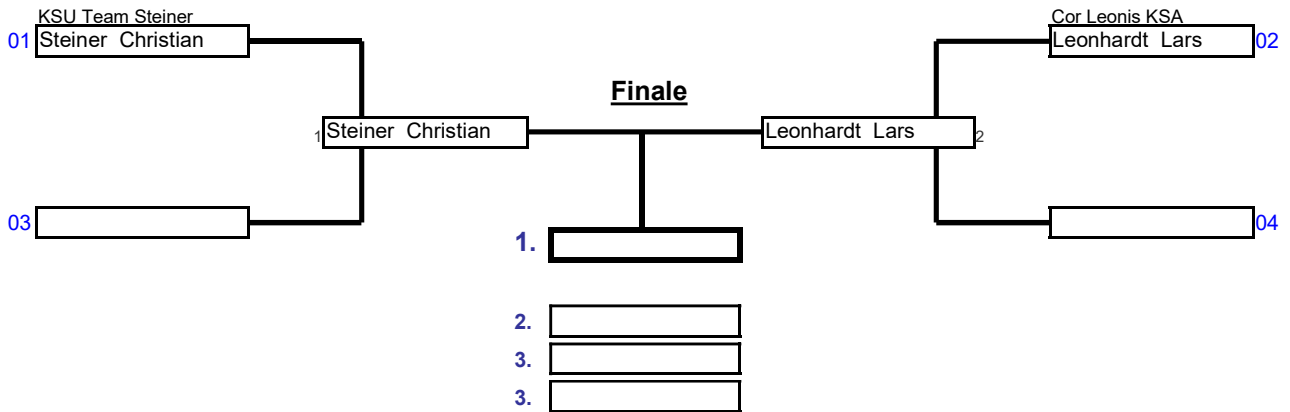 KSU Team Steiner
Cor Leonis KSA
01 Steiner  Christian
Leonhardt  Lars 02
Finale
1 Steiner  Christian
Leonhardt  Lars 2
03
04
1.
2.
3.
3.